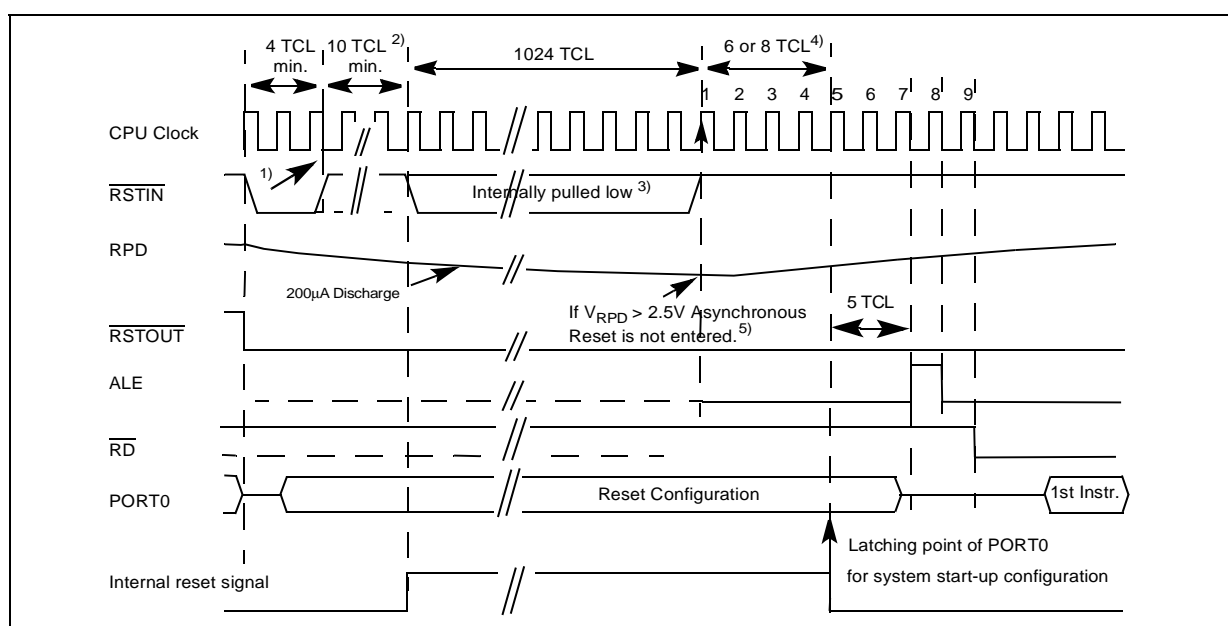 4 TCL min.
10 TCL 2) min.
1024 TCL
6 or 8 TCL4)
1 2 3 4 5 6 7 8 9
CPU Clock
1)
RSTIN
Internally pulled low 3)
RPD
200µA Discharge
If VRPD > 2.5V Asynchronous
Reset is not entered.5)
5 TCL
RSTOUT
ALE
RD
PORT0
Reset Configuration
1st Instr.
Latching point of PORT0
for system start-up configuration
Internal reset signal